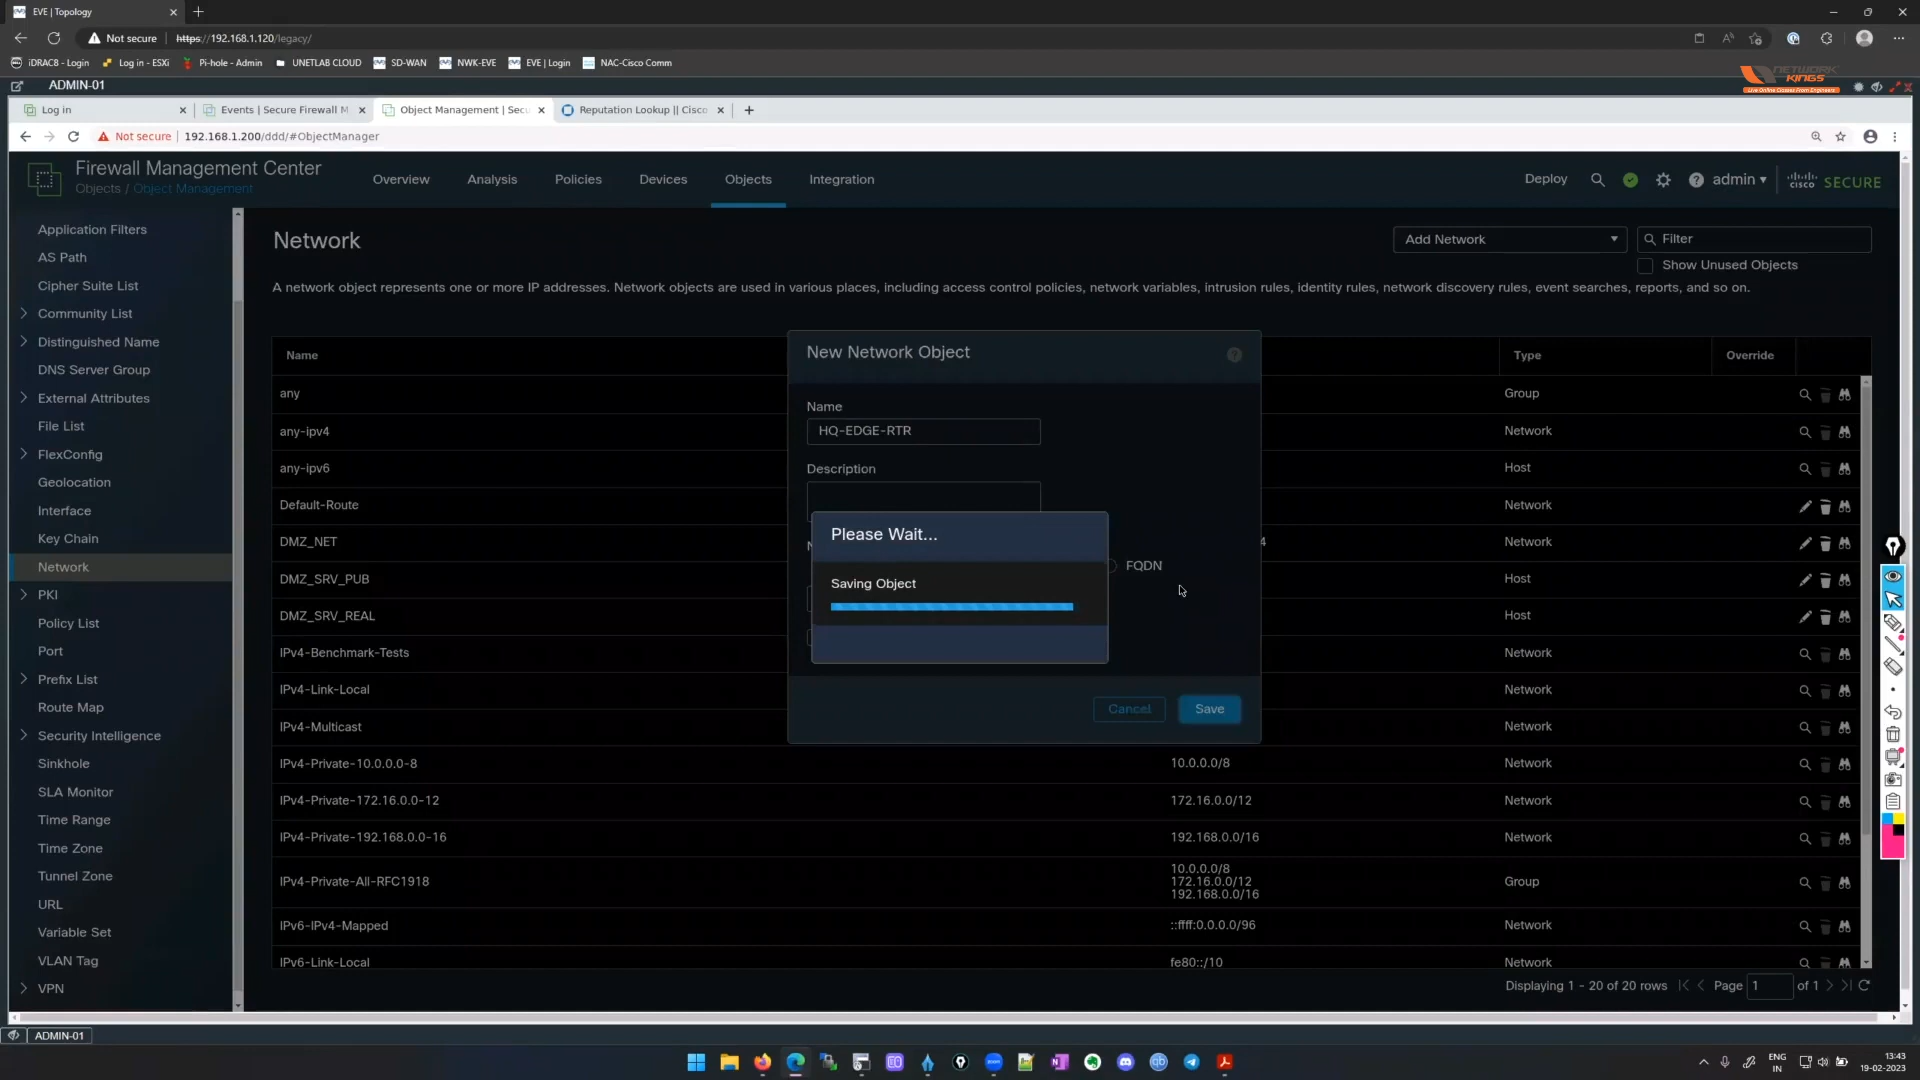 EVE | Topology
Not secure
https://192.168.1.120/legacy/
iDRAC8 - Login
Log in - ESXi
Pi-hole - Admin
UNETLAB CLOUD
SD-WAN
NWK-EVE
EVE | Login
NAC-Cisco Comm
ADMIN-01
NETWORK KINGS
Live Online Classes From Engineers
Log in
Events | Secure Firewall M
Object Management | Secu
Reputation Lookup || Cisco
Not secure
192.168.1.200/ddd/#ObjectManager
Firewall Management Center
Objects / Object Management
Overview
Analysis
Policies
Devices
Objects
Integration
Deploy
admin
cisco SECURE
Application Filters
AS Path
Cipher Suite List
Community List
Distinguished Name
DNS Server Group
External Attributes
File List
FlexConfig
Geolocation
Interface
Key Chain
Network
PKI
Policy List
Port
Prefix List
Route Map
Security Intelligence
Sinkhole
SLA Monitor
Time Range
Time Zone
Tunnel Zone
URL
Variable Set
VLAN Tag
VPN
Network
Add Network
Filter
Show Unused Objects
A network object represents one or more IP addresses. Network objects are used in various places, including access control policies, network variables, intrusion rules, identity rules, network discovery rules, event searches, reports, and so on.
Name
Type
Override
any
Group
any-ipv4
Network
any-ipv6
Host
Default-Route
Network
DMZ_NET
4
Network
DMZ_SRV_PUB
Host
DMZ_SRV_REAL
Host
IPv4-Benchmark-Tests
Network
IPv4-Link-Local
Network
IPv4-Multicast
Network
IPv4-Private-10.0.0.0-8
10.0.0.0/8
Network
IPv4-Private-172.16.0.0-12
172.16.0.0/12
Network
IPv4-Private-192.168.0.0-16
192.168.0.0/16
Network
IPv4-Private-All-RFC1918
10.0.0.0/8
172.16.0.0/12
192.168.0.0/16
Group
IPv6-IPv4-Mapped
::ffff:0.0.0.0/96
Network
IPv6-Link-Local
fe80::/10
Network
Displaying 1 - 20 of 20 rows
Page 1 of 1
New Network Object
Name
HQ-EDGE-RTR
Description
FQDN
Please Wait...
Saving Object
Cancel
Save
ADMIN-01
ENG
IN
13:43
19-02-2023